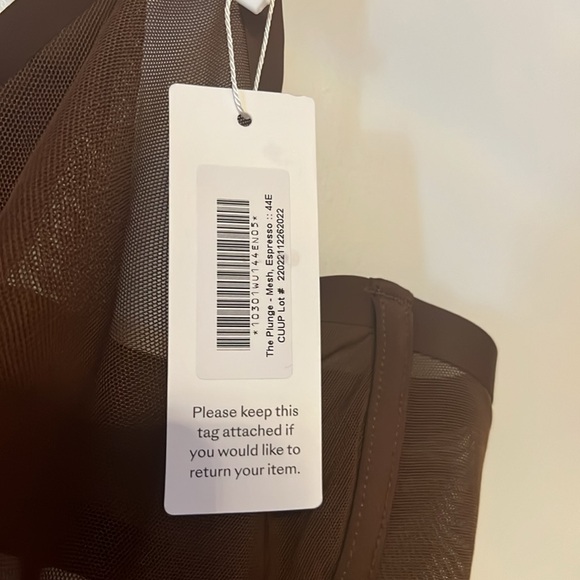 *10301WU144END5*
The Plunge - Mesh, Espresso :: 44E
CUUP Lot # 22022112262022
Please keep this
tag attached if
you would like to
return your item.